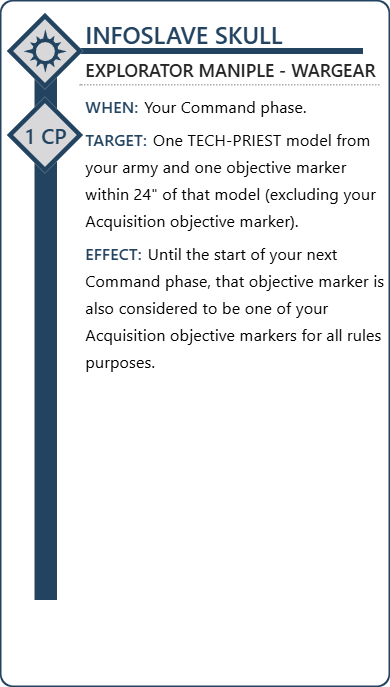 INFOSLAVE SKULL
EXPLORATOR MANIPLE - WARGEAR
WHEN: Your Command phase.
1 CP
TARGET: One TECH-PRIEST model from
your army and one objective marker
within 24" of that model (excluding your
Acquisition objective marker).
EFFECT: Until the start of your next
Command phase, that objective marker is
also considered to be one of your
Acquisition objective markers for all rules
purposes.